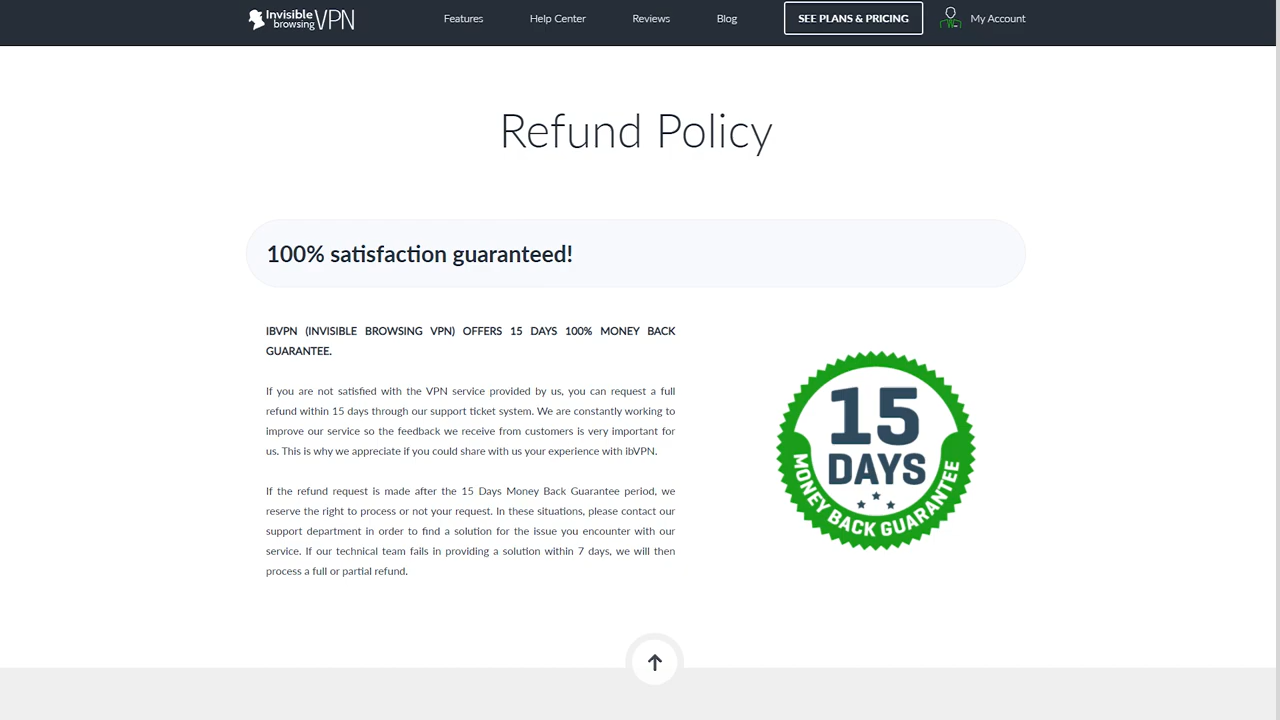 Invisible browsing VPN
Features
Help Center
Reviews
Blog
SEE PLANS & PRICING
My Account
Refund Policy
100% satisfaction guaranteed!
IBVPN (INVISIBLE BROWSING VPN) OFFERS 15 DAYS 100% MONEY BACK
GUARANTEE.
If you are not satisfied with the VPN service provided by us, you can request a full
refund within 15 days through our support ticket system. We are constantly working to
improve our service so the feedback we receive from customers is very important for
us. This is why we appreciate if you could share with us your experience with ibVPN.
If the refund request is made after the 15 Days Money Back Guarantee period, we
reserve the right to process or not your request. In these situations, please contact our
support department in order to find a solution for the issue you encounter with our
service. If our technical team fails in providing a solution within 7 days, we will then
process a full or partial refund.
15
DAYS
MONEY BACK GUARANTEE